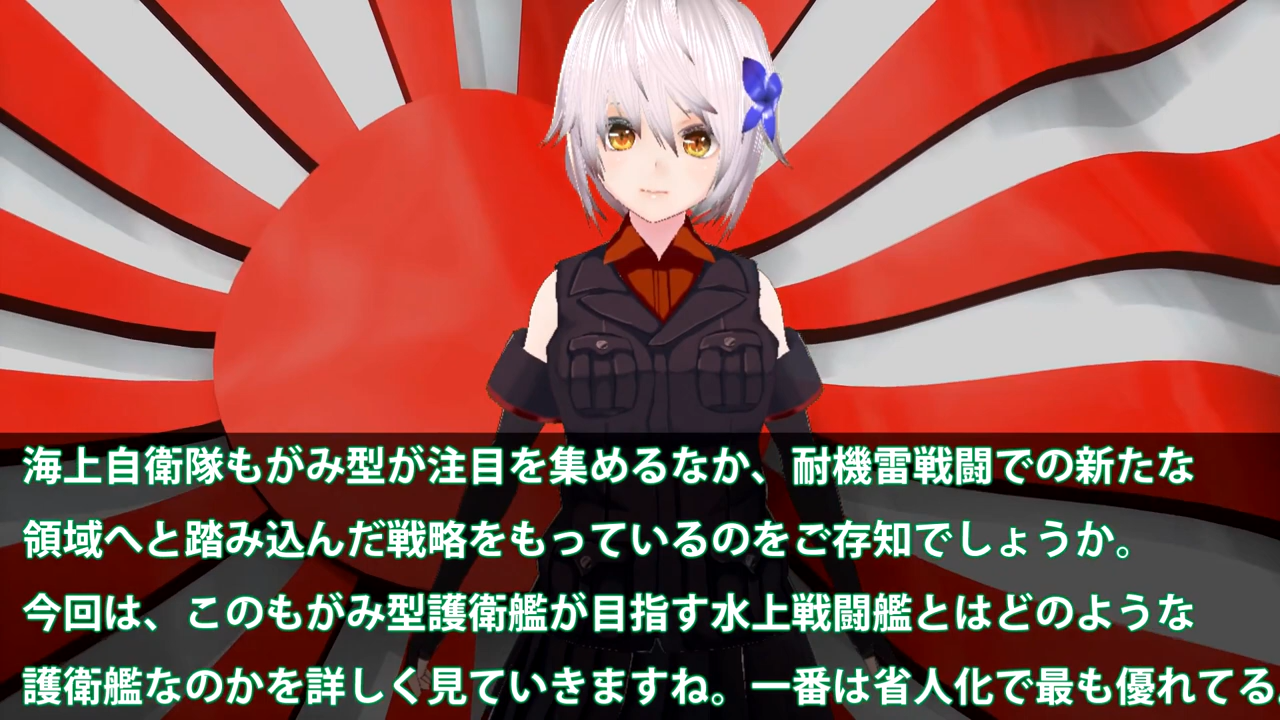 海上自衛隊もがみ型が注目を集めるなか、耐機雷戦闘での新たな
領域へと踏み込んだ戦略をもっているのをご存知でしょうか。
今回は、このもがみ型護衛艦が目指す水上戦闘艦とはどのような
護衛艦なのかを詳しく見ていきますね。一番は省人化で最も優れてる